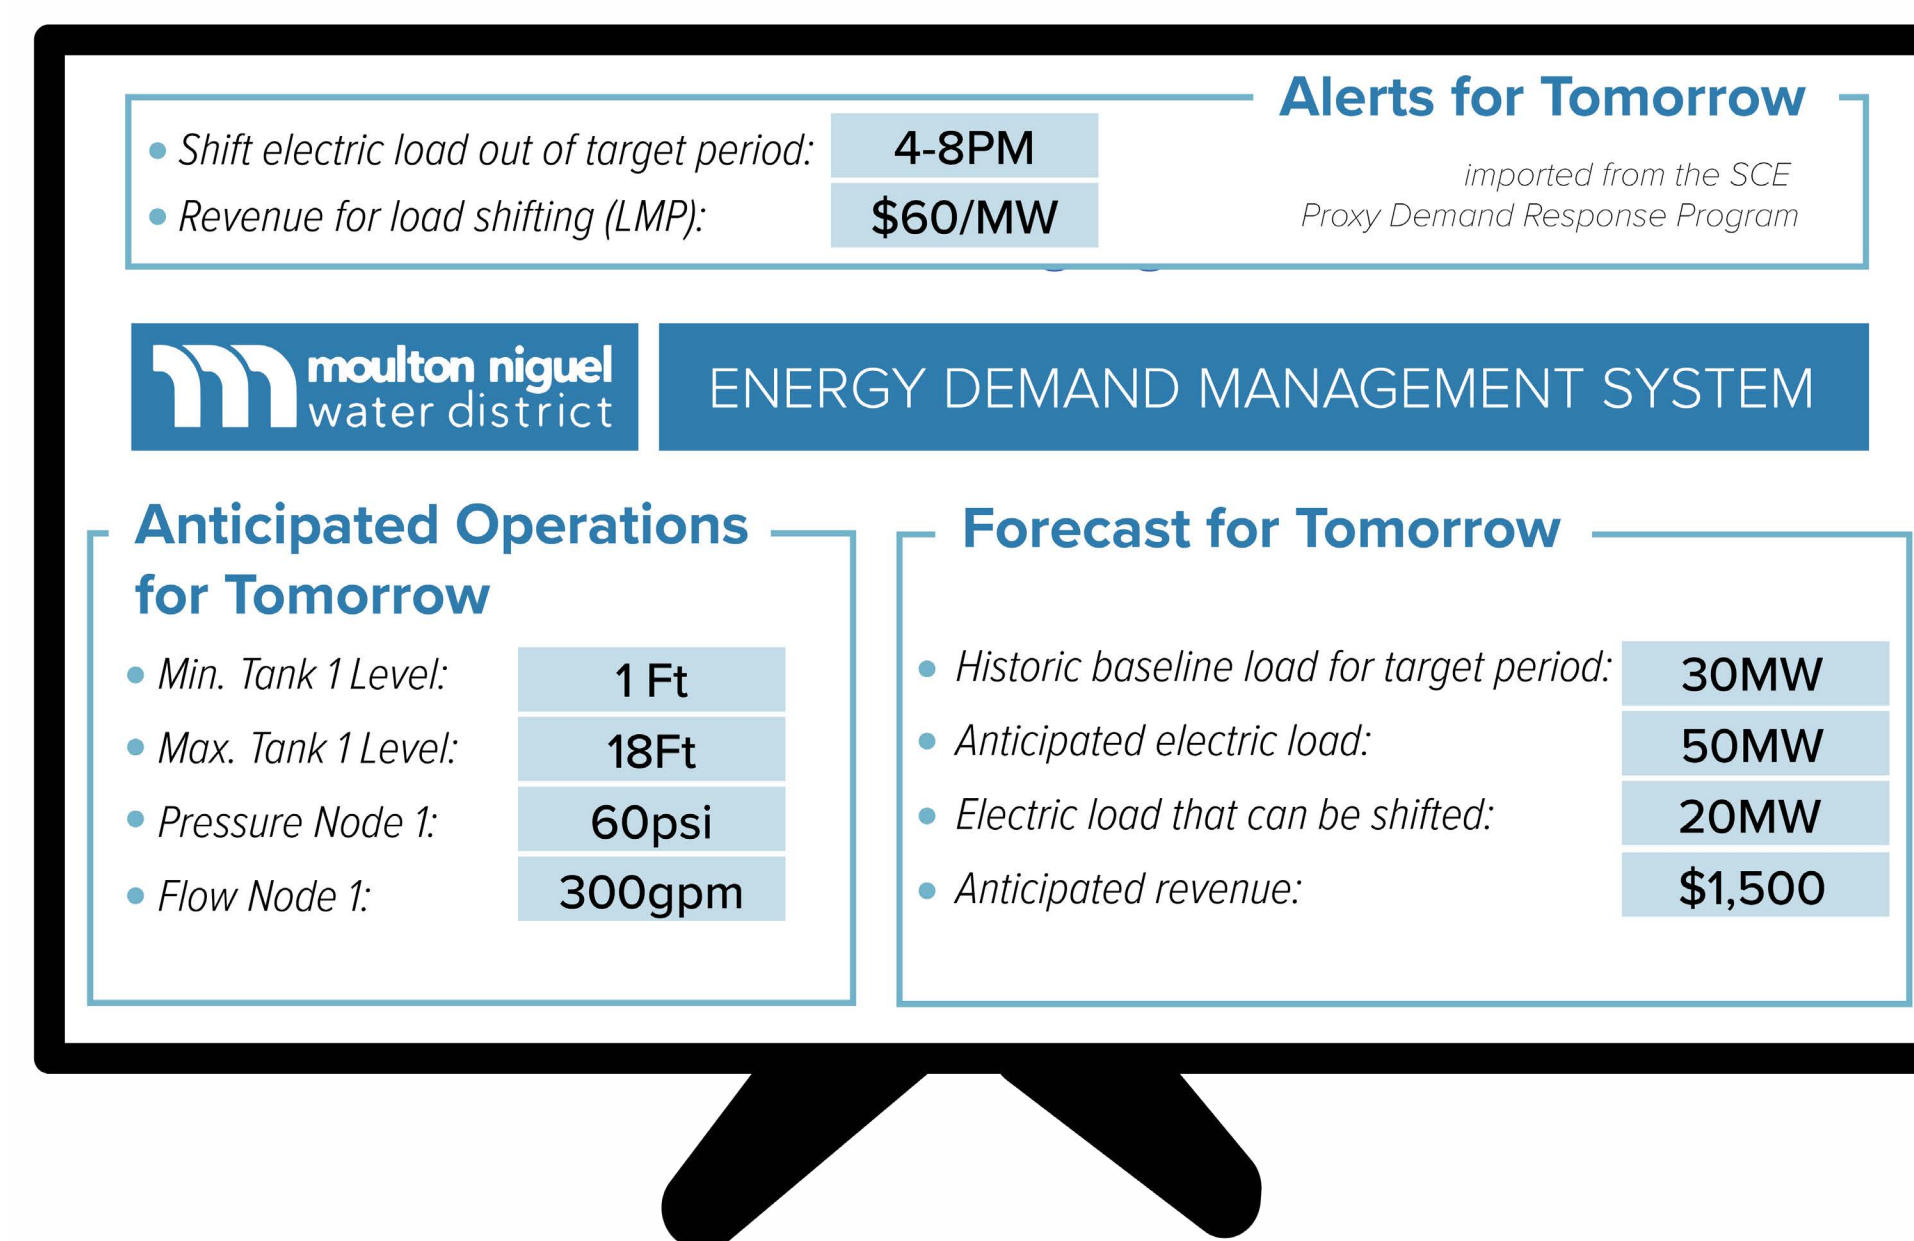 Alerts for Tomorrow
• Shift electric load out of target period: 4-8PM
• Revenue for load shifting (LMP): $60/MW
imported from the SCE
Proxy Demand Response Program
moulton niguel
water district
ENERGY DEMAND MANAGEMENT SYSTEM
Anticipated Operations
for Tomorrow
• Min. Tank 1 Level: 1 Ft
• Max. Tank 1 Level: 18Ft
• Pressure Node 1: 60psi
• Flow Node 1: 300gpm
Forecast for Tomorrow
• Historic baseline load for target period: 30MW
• Anticipated electric load: 50MW
• Electric load that can be shifted: 20MW
• Anticipated revenue: $1,500